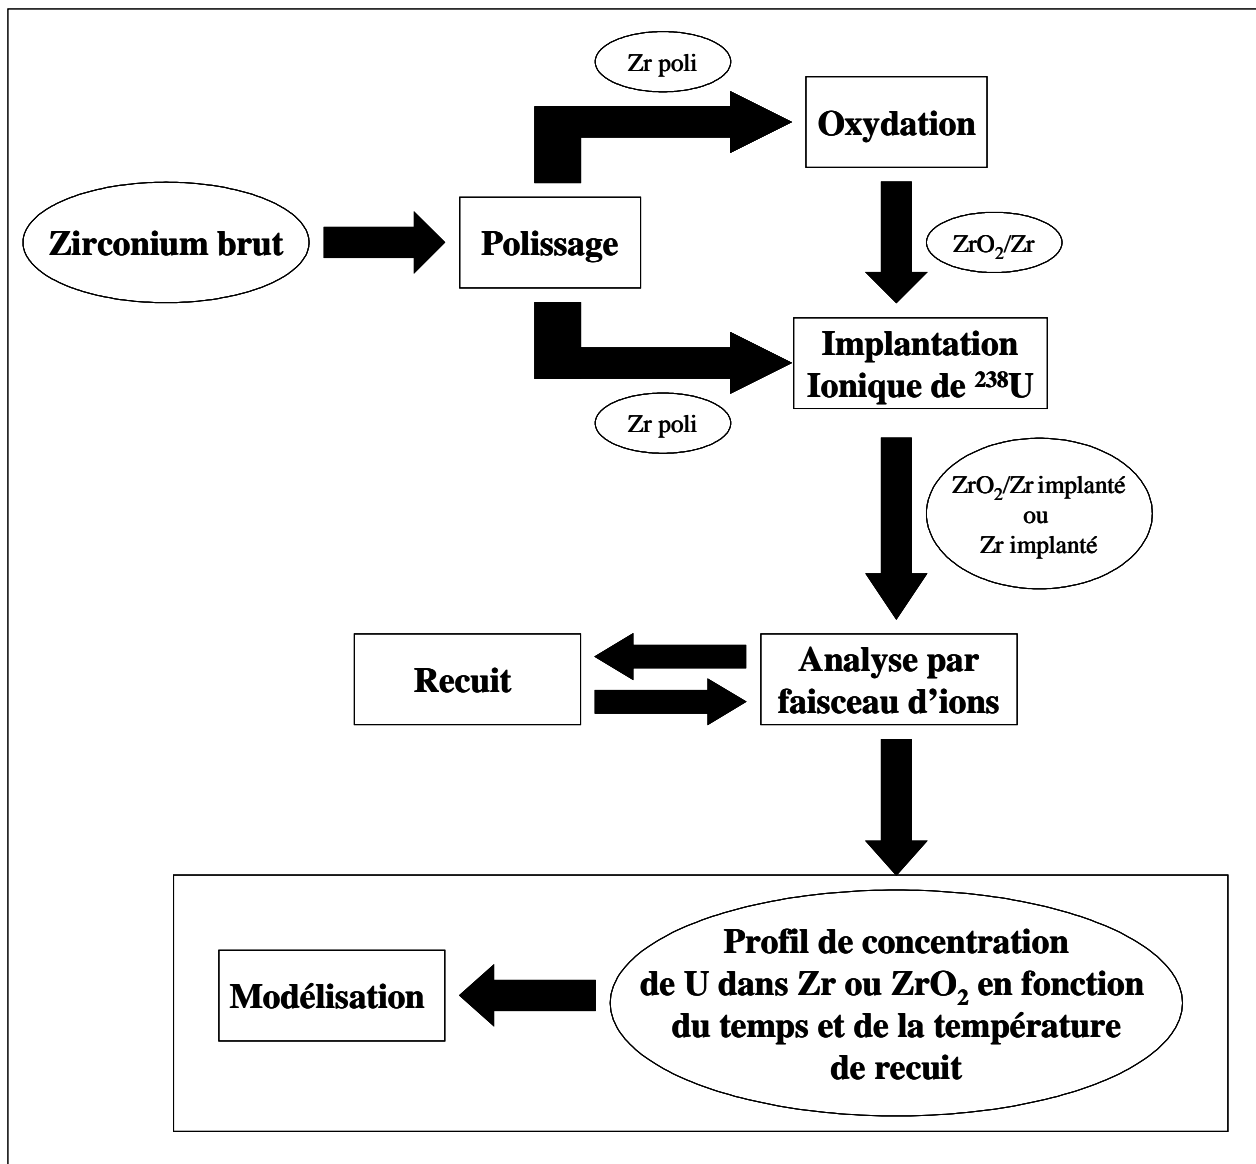 Zr poli
Oxydation
Zirconium brut
Polissage
ZrO₂/Zr
Implantation
Ionique de ²³⁸U
Zr poli
ZrO₂/Zr implanté
ou
Zr implanté
Recuit
Analyse par
faisceau d'ions
Modélisation
Profil de concentration
de U dans Zr ou ZrO₂ en fonction
du temps et de la température
de recuit